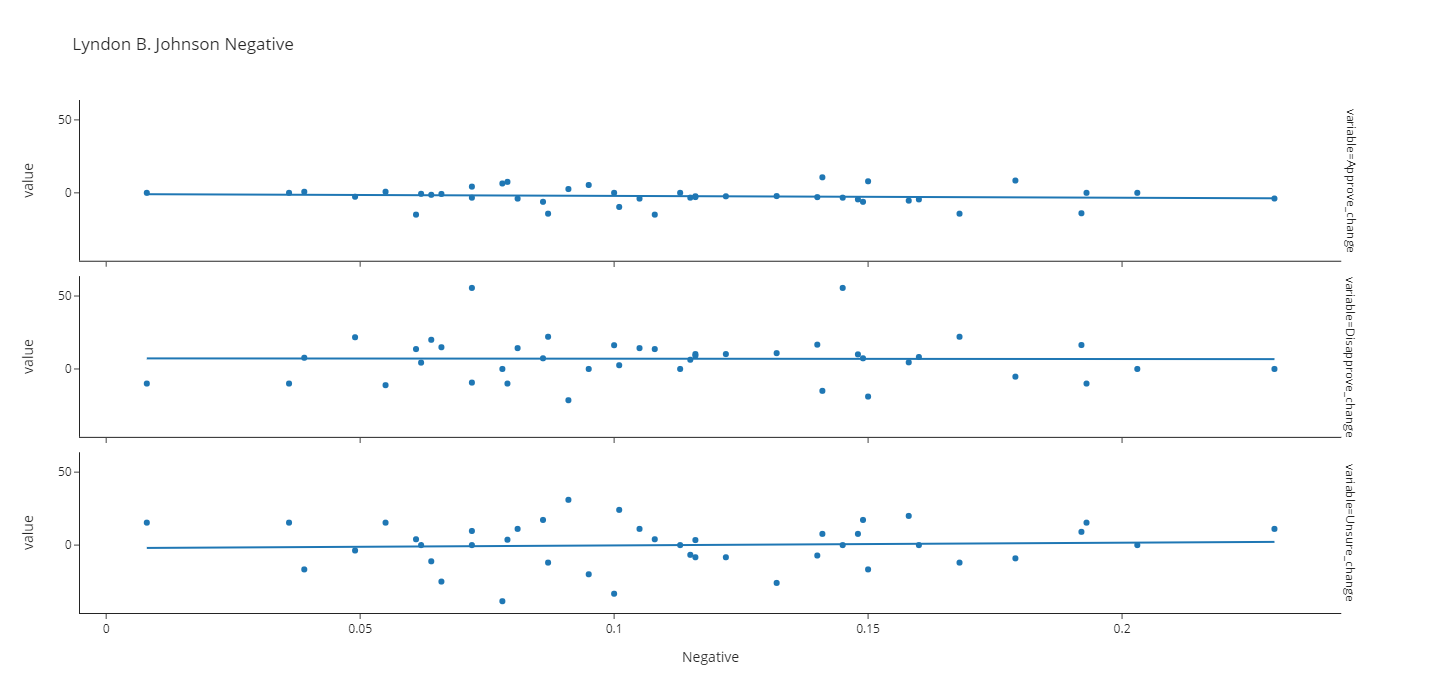 Lyndon B. Johnson Negative
50
0
value
variable=Approve_change
50
0
value
variable=Disapprove_change
50
0
value
variable=Unsure_change
0
0.05
0.1
0.15
0.2
Negative